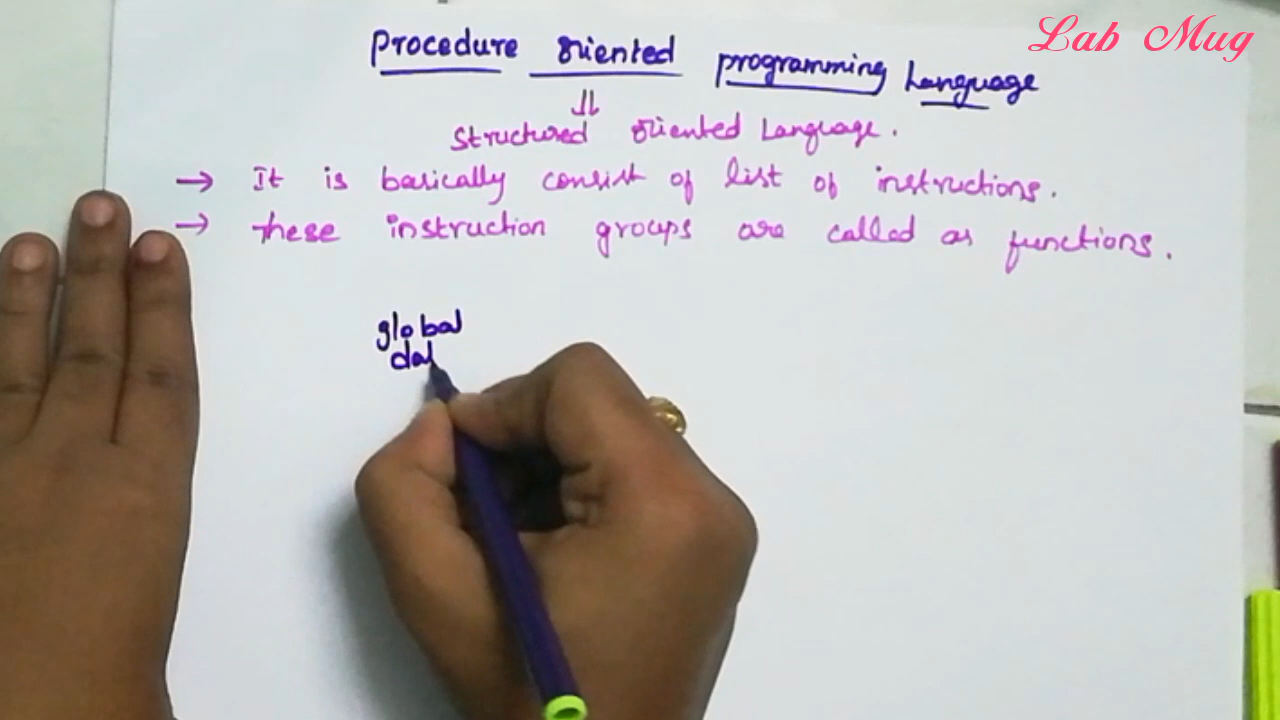 Lab Mug
Procedure oriented programming Language
⇓
Structured oriented Language.
→ It is basically consist of list of instructions.
→ These instruction groups are called as functions.
global
dat